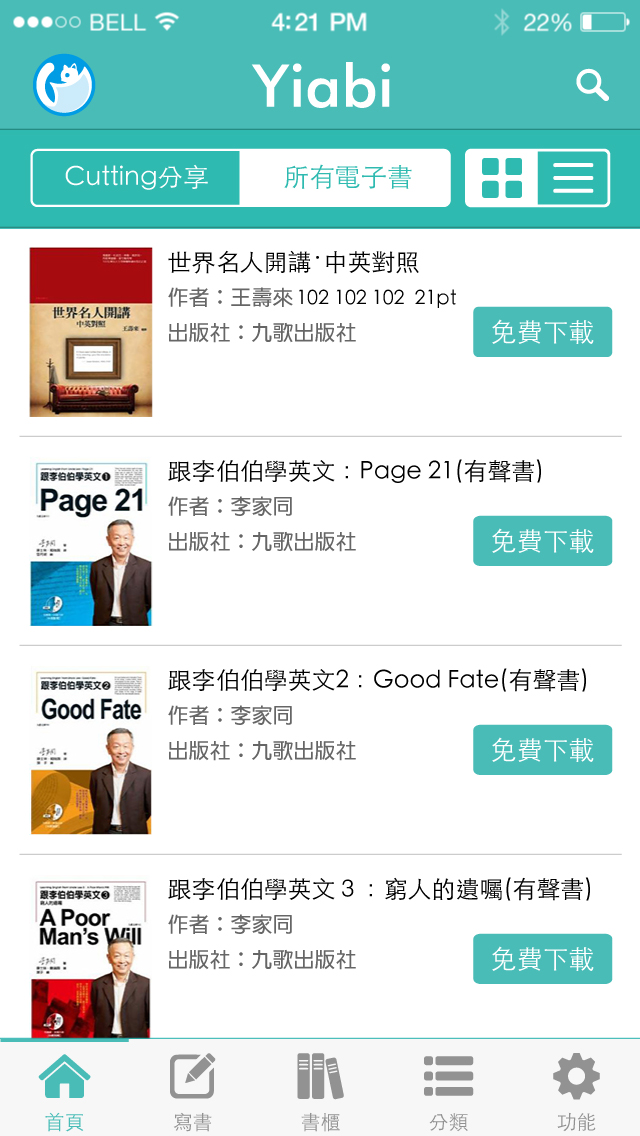 BELL 4:21 PM 22%
Yiabi
Cutting分享 所有電子書
世界名人開講
中英對照
世界名人開講˙中英對照
作者：王壽來 102 102 102 21pt
出版社：九歌出版社
免費下載
跟李伯伯學英文1
Page 21
跟李伯伯學英文：Page 21(有聲書)
作者：李家同
出版社：九歌出版社
免費下載
跟李伯伯學英文2
Good Fate
跟李伯伯學英文2：Good Fate(有聲書)
作者：李家同
出版社：九歌出版社
免費下載
跟李伯伯學英文3
A Poor
Man's Will
跟李伯伯學英文 3 ：窮人的遺囑(有聲書)
作者：李家同
出版社：九歌出版社
免費下載
首頁 寫書 書櫃 分類 功能